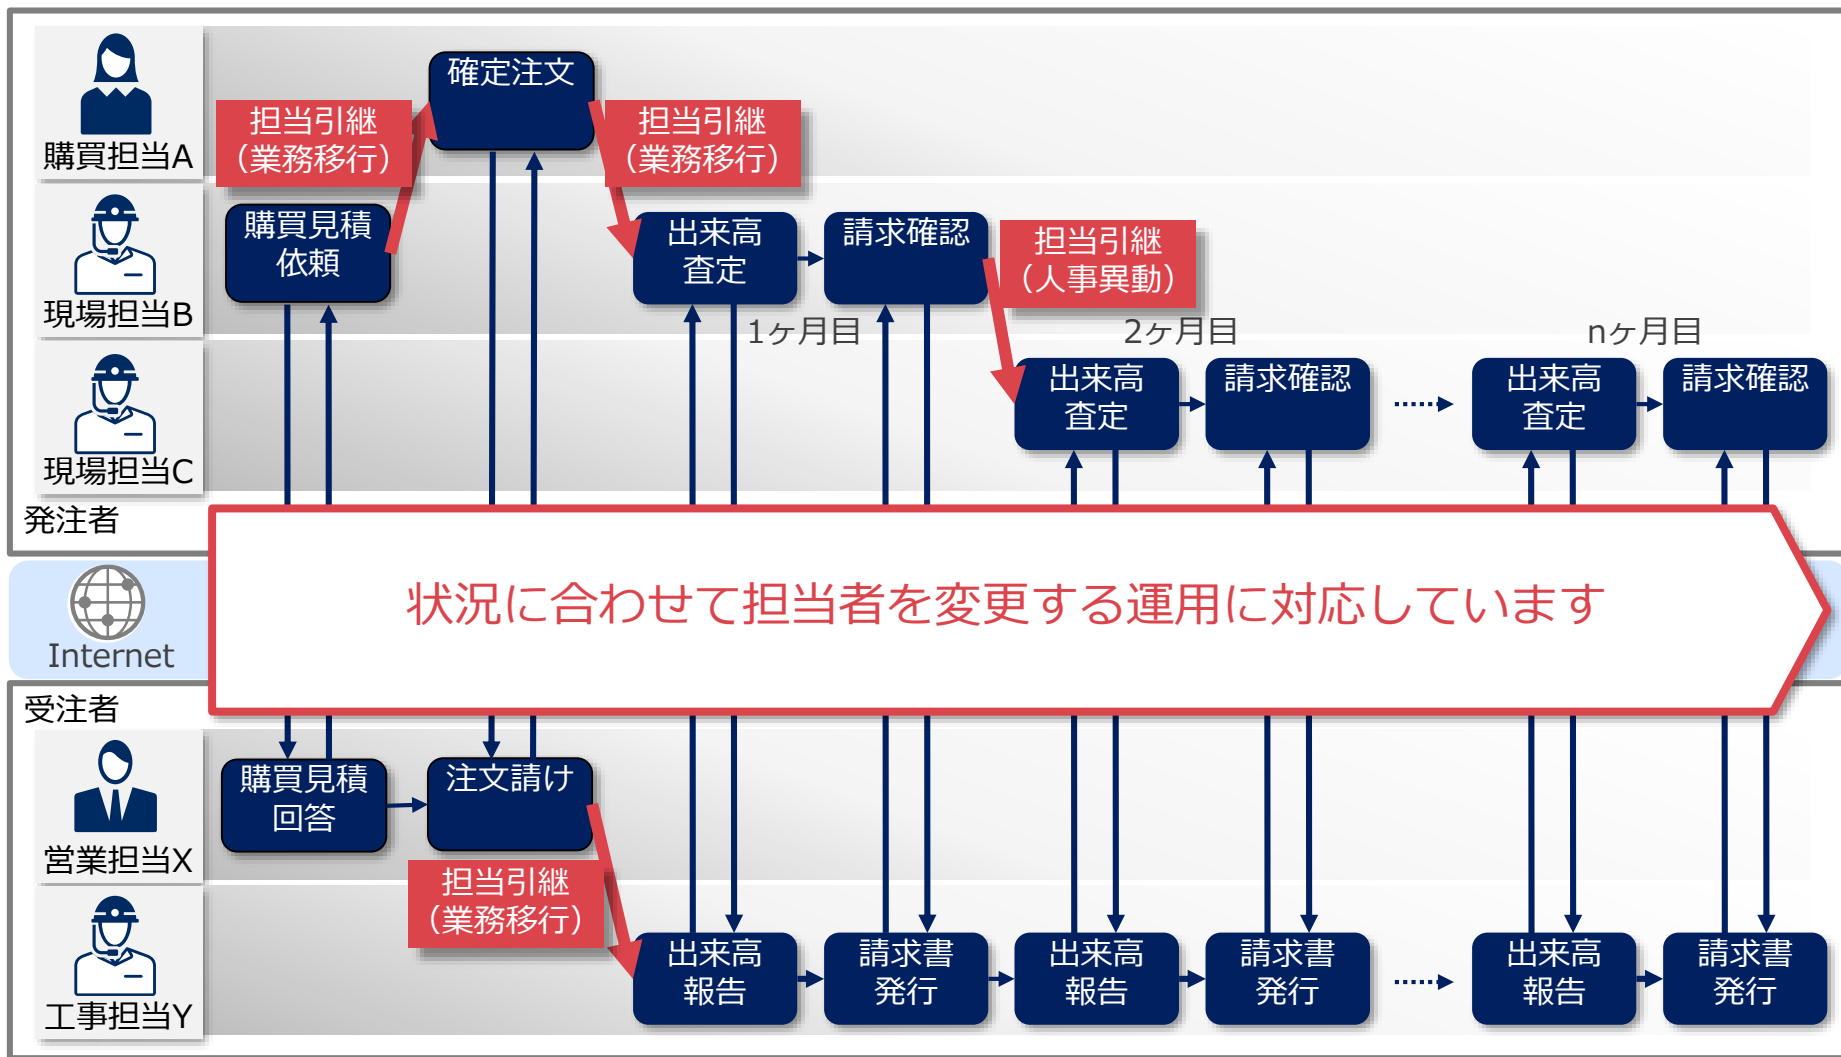 確定注文
担当引継
（業務移行）
担当引継
（業務移行）
購買担当A
購買見積
依頼
出来高
査定
請求確認
担当引継
（人事異動）
現場担当B
1ヶ月目
2ヶ月目
nヶ月目
出来高
査定
請求確認
出来高
査定
請求確認
現場担当C
発注者
状況に合わせて担当者を変更する運用に対応しています
Internet
受注者
購買見積
回答
注文請け
営業担当X
担当引継
（業務移行）
出来高
報告
請求書
発行
出来高
報告
請求書
発行
出来高
報告
請求書
発行
工事担当Y